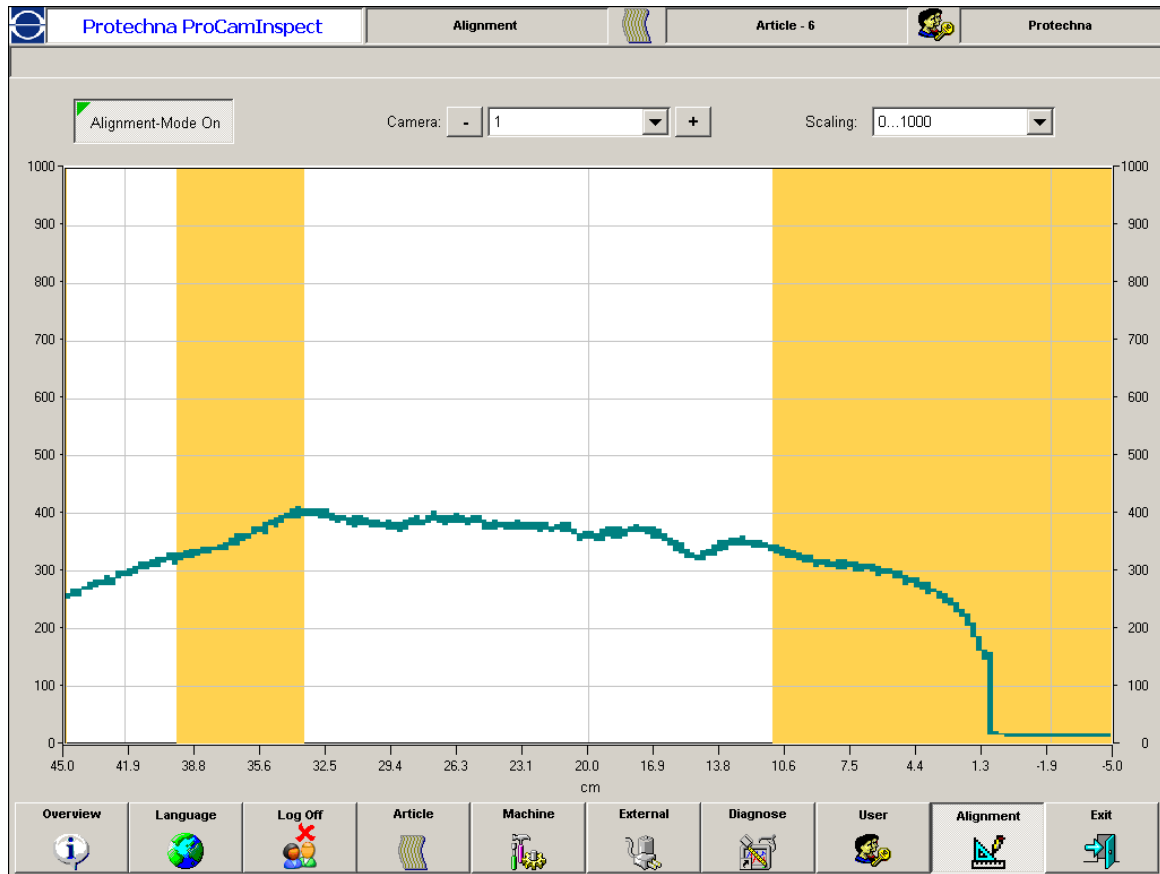 Protechna ProCamInspect Alignment Article - 6 Protechna
Alignment-Mode On Camera: - 1 + Scaling: 0...1000
1000 1000
900 900
800 800
700 700
600 600
500 500
400 400
300 300
200 200
100 100
0 0
45.0 41.9 38.8 35.6 32.5 29.4 26.3 23.1 20.0 16.9 13.8 10.6 7.5 4.4 1.3 -1.9 -5.0
cm
Overview Language Log Off Article Machine External Diagnose User Alignment Exit